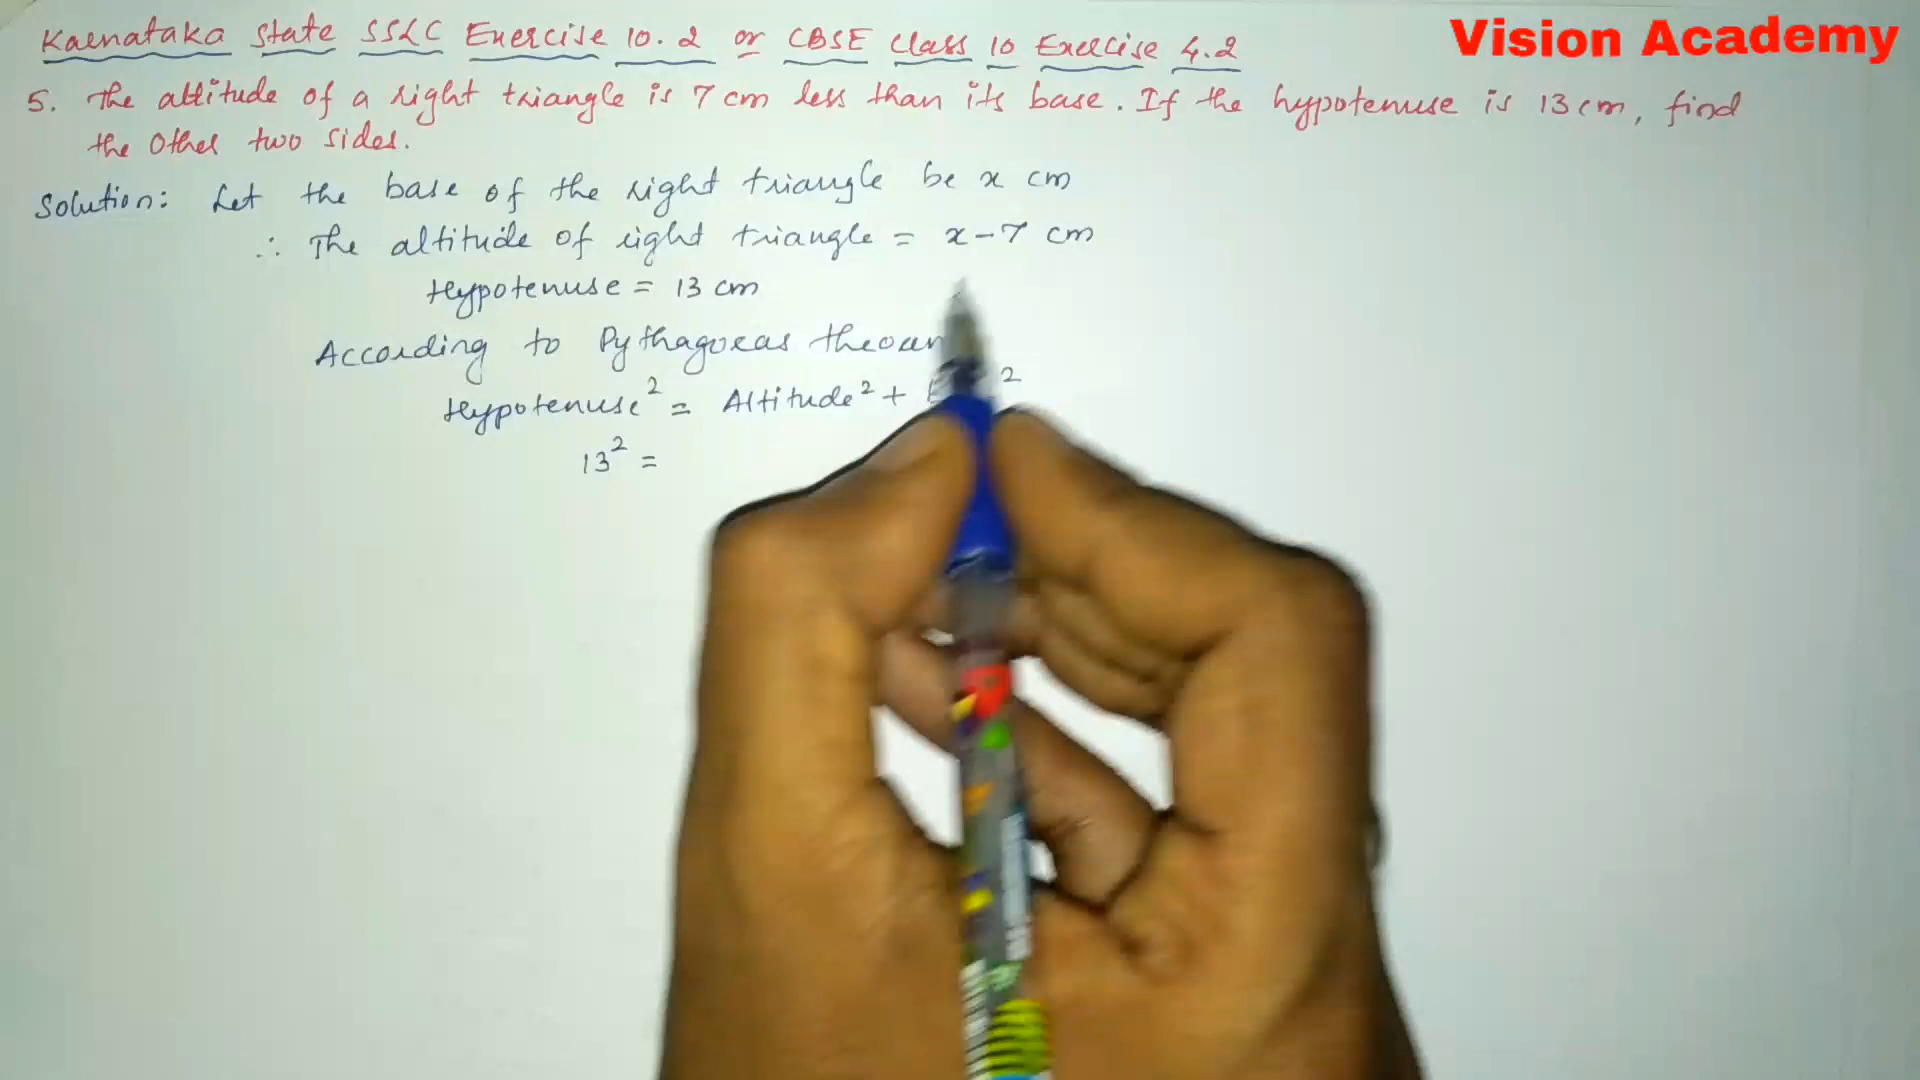 Karnataka State SSLC Exercise 10.2 or CBSE Class 10 Exercise 4.2
Vision Academy
5. The altitude of a right triangle is 7 cm less than its base. If the hypotenuse is 13 cm, find
the other two sides.
Solution: Let the base of the right triangle be x cm
∴ The altitude of right triangle = x - 7 cm
Hypotenuse = 13 cm
According to Pythagoras
Hypotenuse² = Altitude² + ²
13² =